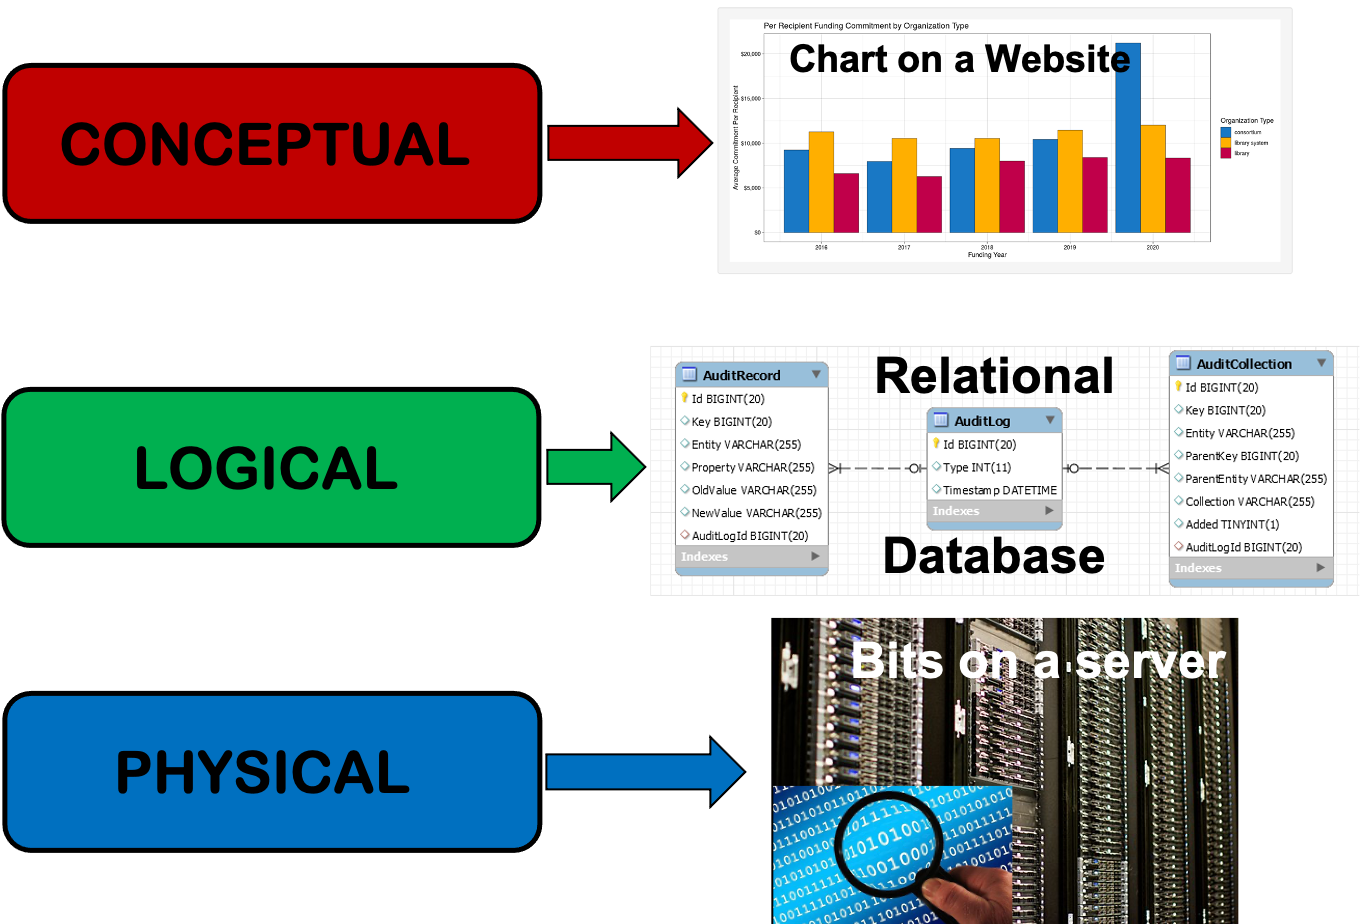 CONCEPTUAL
Per Recipient Funding Commitment by Organization Type
Chart on a Website
Average Commitment Per Recipient
$20,000
$15,000
$10,000
$5,000
$0
2016 2017 2018 2019 2020
Funding Year
Organization Type
consortium
library system
library
LOGICAL
Relational
Database
AuditRecord
Id BIGINT(20)
Key BIGINT(20)
Entity VARCHAR(255)
Property VARCHAR(255)
OldValue VARCHAR(255)
NewValue VARCHAR(255)
AuditLogId BIGINT(20)
Indexes
AuditLog
Id BIGINT(20)
Type INT(11)
Timestamp DATETIME
Indexes
AuditCollection
Id BIGINT(20)
Key BIGINT(20)
Entity VARCHAR(255)
ParentKey BIGINT(20)
ParentEntity VARCHAR(255)
Collection VARCHAR(255)
Added TINYINT(1)
AuditLogId BIGINT(20)
Indexes
PHYSICAL
Bits on a server